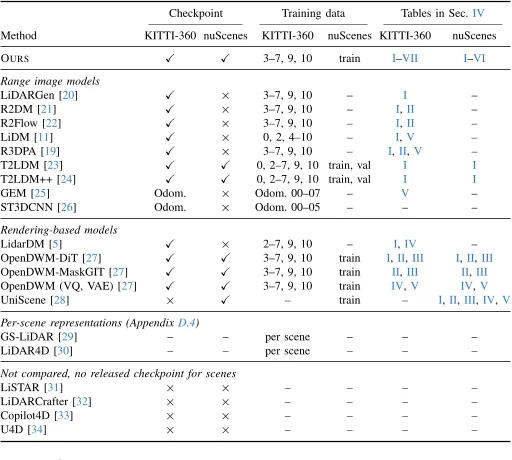 Checkpoint Training data Tables in Sec. IV
Method KITTI-360 nuScenes KITTI-360 nuScenes KITTI-360 nuScenes
OURS ✓ ✓ 3–7, 9, 10 train I–VII I–VI
Range image models
LiDARGen [20] ✓ × 3–7, 9, 10 – I –
R2DM [21] ✓ × 3–7, 9, 10 – I, II –
R2Flow [22] ✓ × 3–7, 9, 10 – I, II –
LiDM [11] ✓ × 0, 2, 4–10 – I, V –
R3DPA [19] ✓ × 3–7, 9, 10 – I, II, V –
T2LDM [23] ✓ ✓ 0, 2–7, 9, 10 train, val I I
T2LDM++ [24] ✓ ✓ 0, 2–7, 9, 10 train, val I I
GEM [25] Odom. × Odom. 00–07 – V –
ST3DCNN [26] Odom. × Odom. 00–05 – – –
Rendering-based models
LidarDM [5] ✓ × 2–7, 9, 10 – I, IV –
OpenDWM-DiT [27] ✓ ✓ 3–7, 9, 10 train I, II, III I, II, III
OpenDWM-MaskGIT [27] ✓ ✓ 3–7, 9, 10 train II, III II, III
OpenDWM (VQ, VAE) [27] ✓ ✓ 3–7, 9, 10 train IV, V IV, V
UniScene [28] × ✓ – train – I, II, III, IV, V
Per-scene representations (Appendix D.4)
GS-LiDAR [29] – – per scene – – –
LiDAR4D [30] – – per scene – – –
Not compared, no released checkpoint for scenes
LiSTAR [31] × × – – – –
LiDARCrafter [32] × × – – – –
Copilot4D [33] × × – – – –
U4D [34] × × – – – –